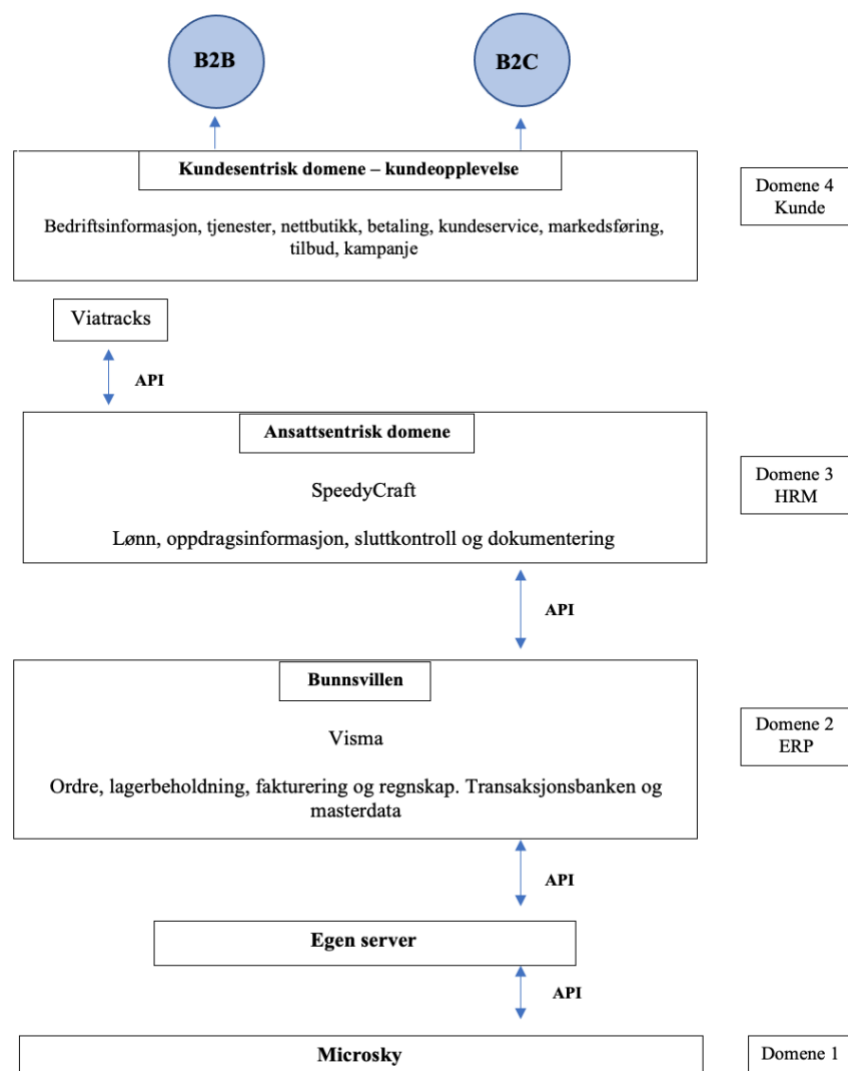 B2B
B2C
Kundesentrisk domene – kundeopplevelse
Bedriftsinformasjon, tjenester, nettbutikk, betaling, kundeservice, markedsføring,
tilbud, kampanje
Domene 4
Kunde
Viatracks
API
Ansattsentrisk domene
SpeedyCraft
Lønn, oppdragsinformasjon, sluttkontroll og dokumentering
Domene 3
HRM
API
Bunnsvillen
Visma
Ordre, lagerbeholdning, fakturering og regnskap. Transaksjonsbanken og
masterdata
Domene 2
ERP
API
Egen server
API
Microsky
Domene 1